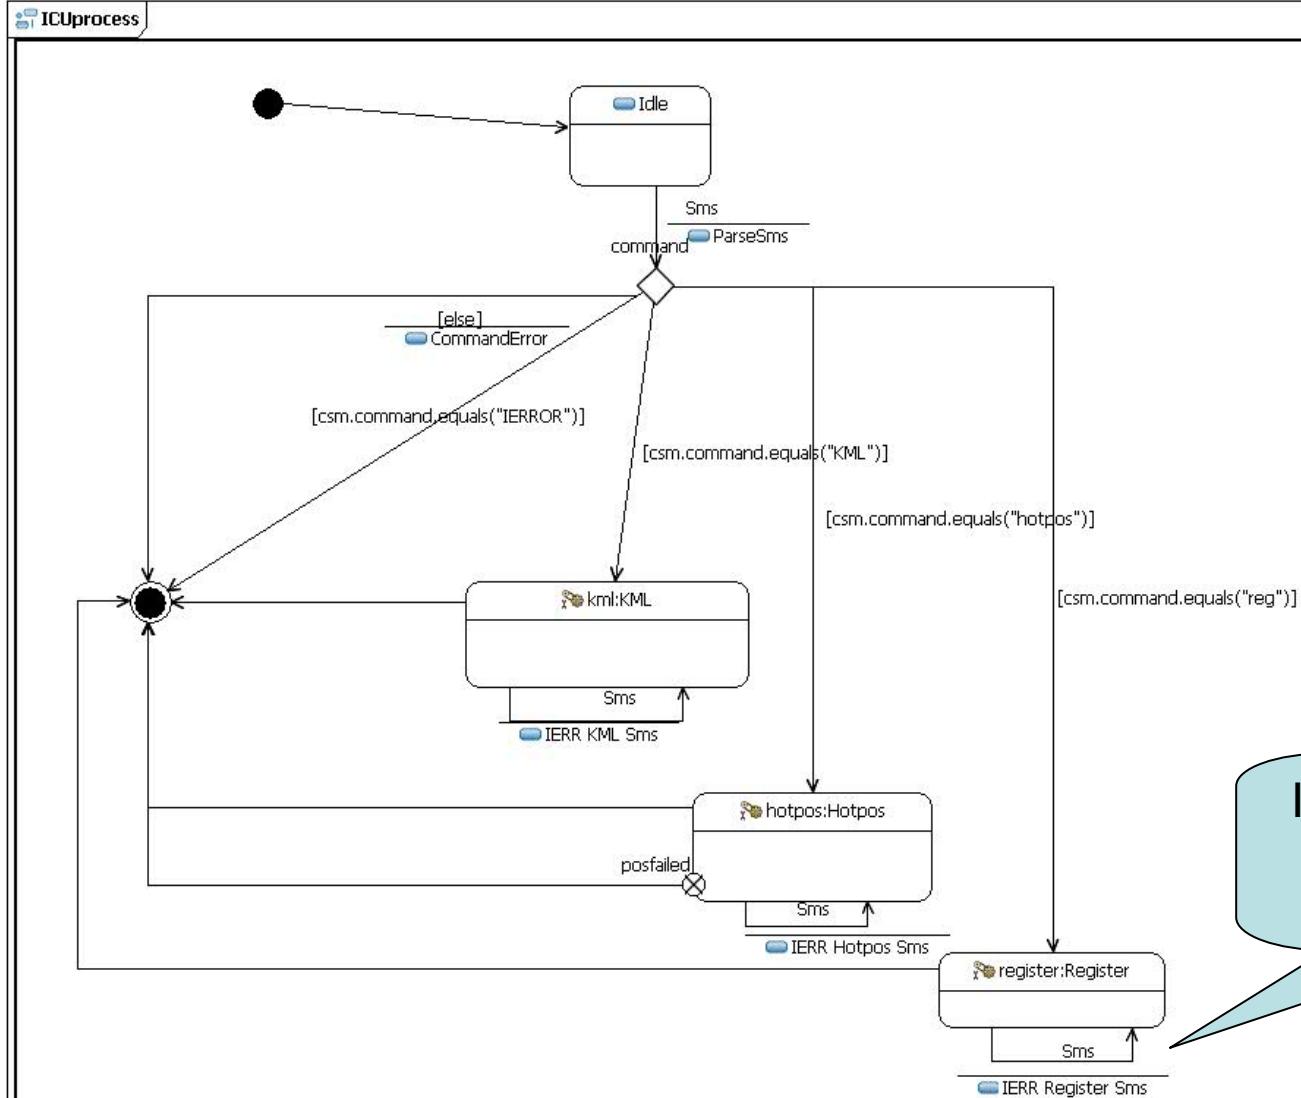 ICUprocess
Idle
Sms
ParseSms
command
[else]
CommandError
[csm.command.equals("IERROR")]
[csm.command.equals("KML")]
[csm.command.equals("hotpos")]
kml:KML
[csm.command.equals("reg")]
Sms
IERR KML Sms
hotpos:Hotpos
posfailed
Sms
IERR Hotpos Sms
register:Register
Sms
IERR Register Sms